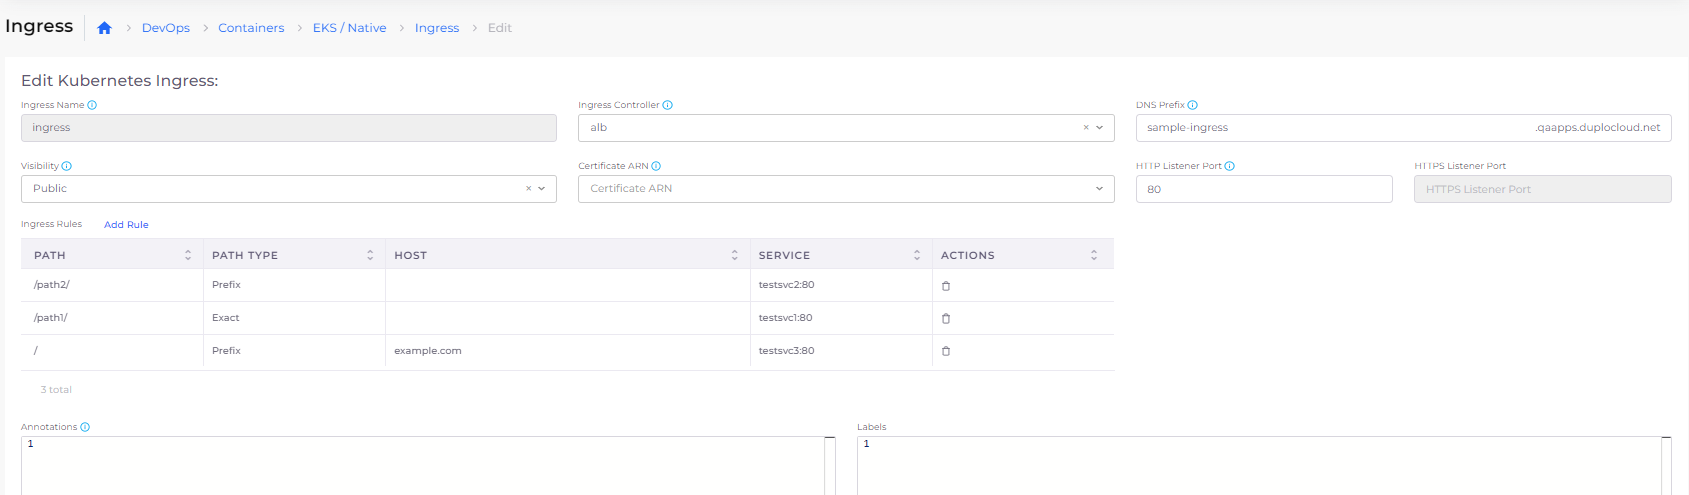 Ingress DevOps Containers EKS / Native Ingress Edit
Edit Kubernetes Ingress:
Ingress Name Ingress Controller DNS Prefix
ingress alb × sample-ingress .qaapps.duplocloud.net
Visibility Certificate ARN HTTP Listener Port HTTPS Listener Port
Public × Certificate ARN 80 HTTPS Listener Port
Ingress Rules Add Rule
PATH PATH TYPE HOST SERVICE ACTIONS
/path2/ Prefix testsvc2:80
/path1/ Exact testsvc1:80
/ Prefix example.com testsvc3:80
3 total
Annotations Labels
1 1